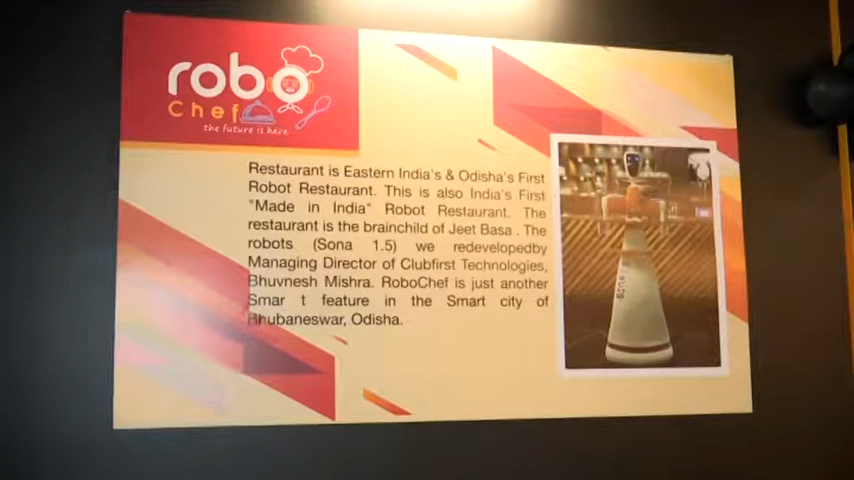 robo
Chef
the future is here
Restaurant is Eastern India's & Odisha's First
Robot Restaurant. This is also India's First
"Made in India" Robot Restaurant. The
restaurant is the brainchild of Jeet Basa . The
robots (Sona 1.5) we redevelopedby
Managing Director of Clubfirst Technologies,
Bhuvnesh Mishra. RoboChef is just another
Smar t feature in the Smart city of
Bhubaneswar, Odisha.